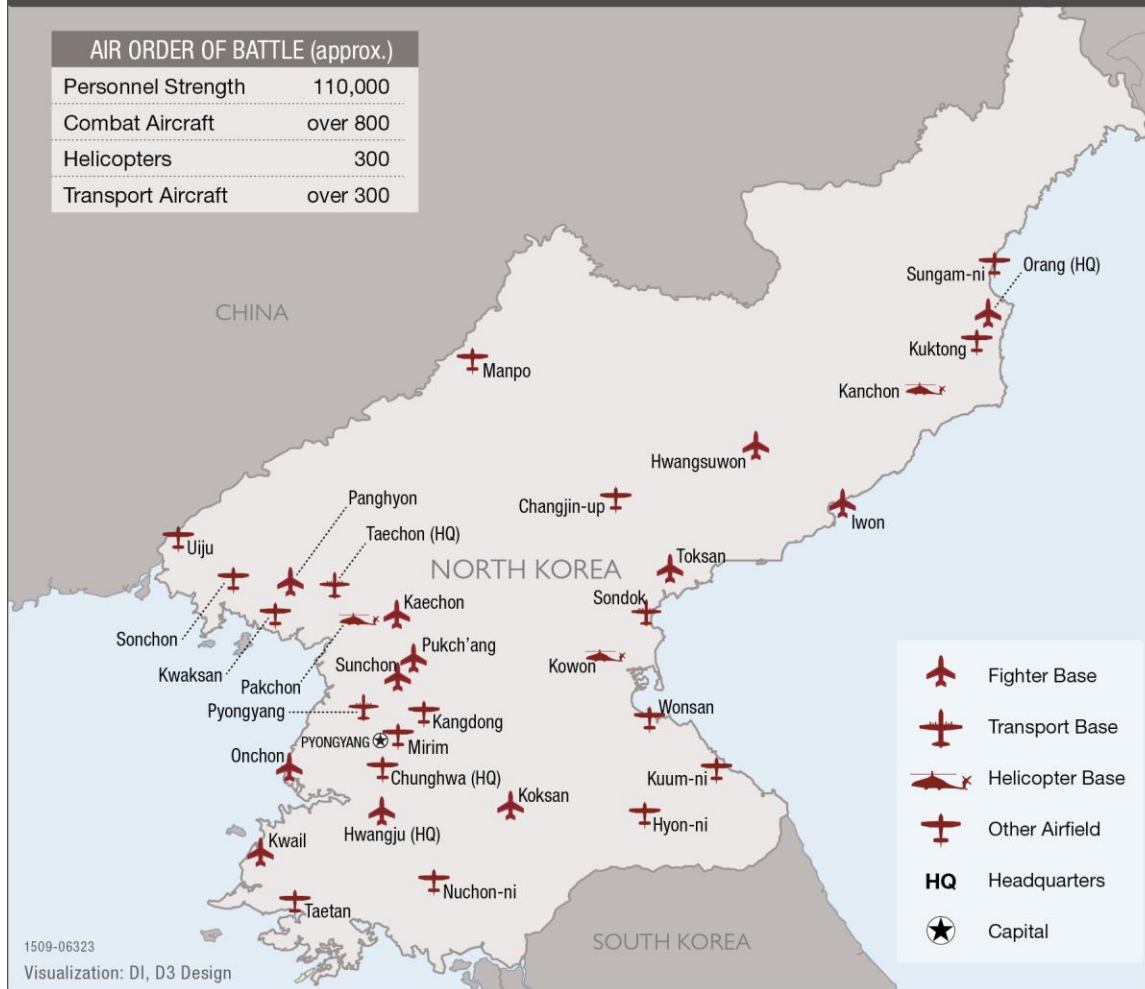 AIR ORDER OF BATTLE (approx.)
Personnel Strength 110,000
Combat Aircraft over 800
Helicopters 300
Transport Aircraft over 300
CHINA
Sungam-ni
Orang (HQ)
Kuktong
Manpo
Kanchon
Hwangsuwon
Changjin-up
Iwon
Panghyon
Taechon (HQ)
Uiju
NORTH KOREA
Toksan
Sonchon
Kaechon
Sondok
Kwaksan
Pukch'ang
Sunchon
Kowon
Pakchon
Pyongyang
Kangdong
Wonsan
PYONGYANG
Mirim
Onchon
Chunghwa (HQ)
Kuum-ni
Koksan
Hwangju (HQ)
Hyon-ni
Kwail
Nuchon-ni
Taetan
SOUTH KOREA
Fighter Base
Transport Base
Helicopter Base
Other Airfield
HQ Headquarters
Capital
1509-06323
Visualization: DI, D3 Design